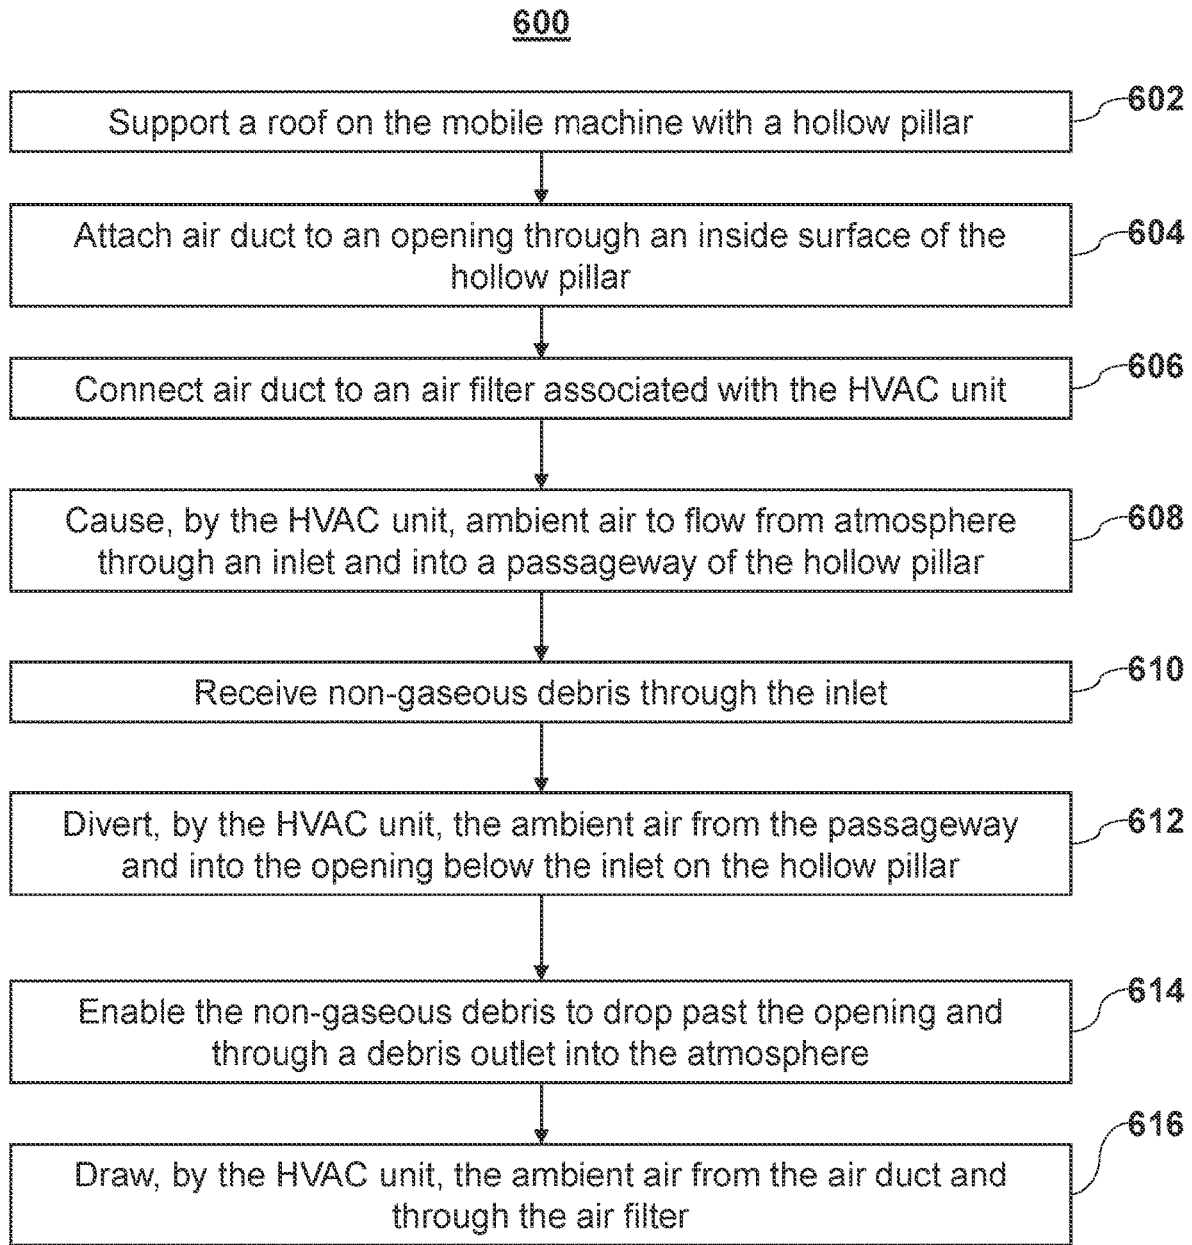 600
Support a roof on the mobile machine with a hollow pillar
602
Attach air duct to an opening through an inside surface of the
hollow pillar
604
Connect air duct to an air filter associated with the HVAC unit
606
Cause, by the HVAC unit, ambient air to flow from atmosphere
through an inlet and into a passageway of the hollow pillar
608
Receive non-gaseous debris through the inlet
610
Divert, by the HVAC unit, the ambient air from the passageway
and into the opening below the inlet on the hollow pillar
612
Enable the non-gaseous debris to drop past the opening and
through a debris outlet into the atmosphere
614
Draw, by the HVAC unit, the ambient air from the air duct and
through the air filter
616